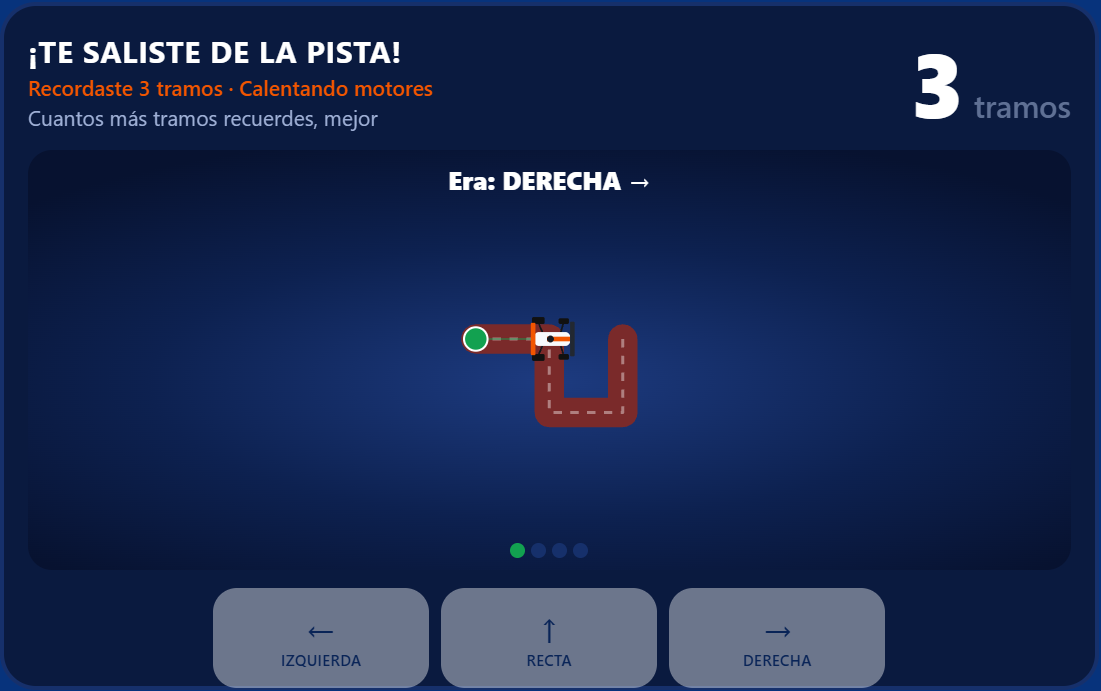 ¡TE SALISTE DE LA PISTA!
Recordaste 3 tramos · Calentando motores
Cuantos más tramos recuerdes, mejor
3 tramos
Era: DERECHA →
←
IZQUIERDA
↑
RECTA
→
DERECHA